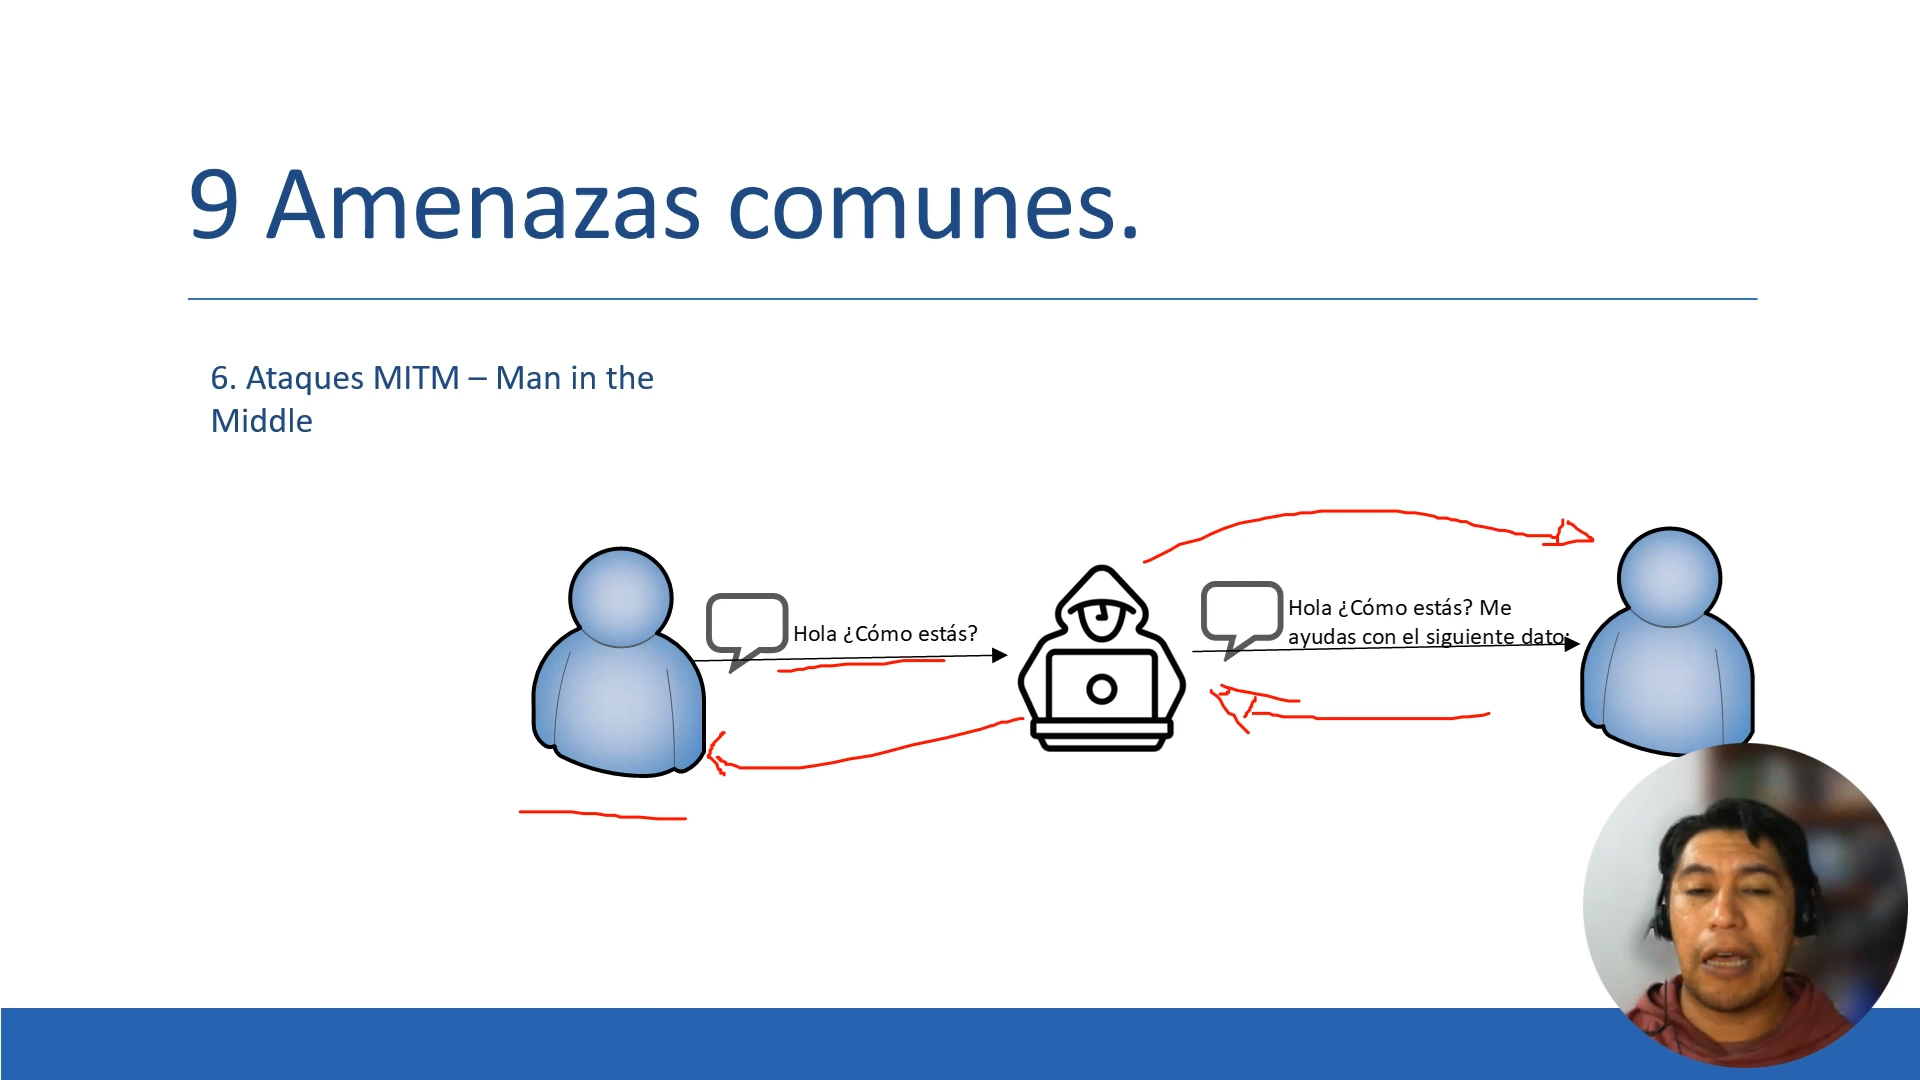 9 Amenazas comunes.
6. Ataques MITM – Man in the
Middle
Hola ¿Cómo estás?
Hola ¿Cómo estás? Me
ayudas con el siguiente dato: